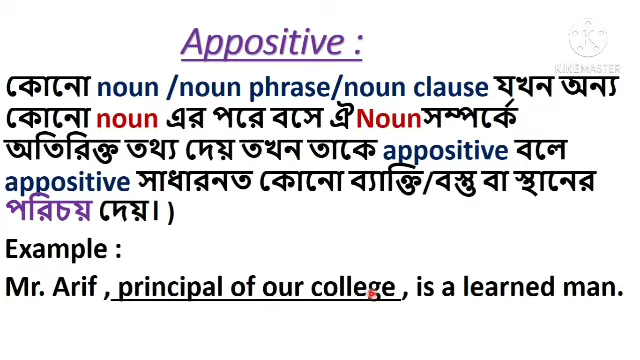 Appositive :
KINEMASTER
কোনো noun /noun phrase/noun clause যখন অন্য
কোনো noun এর পরে বসে ঐ Nounসম্পর্কে
অতিরিক্ত তথ্য দেয় তখন তাকে appositive বলে
appositive সাধারনত কোনো ব্যাক্তি/বস্তু বা স্থানের
পরিচয় দেয়। )
Example :
Mr. Arif , principal of our college , is a learned man.